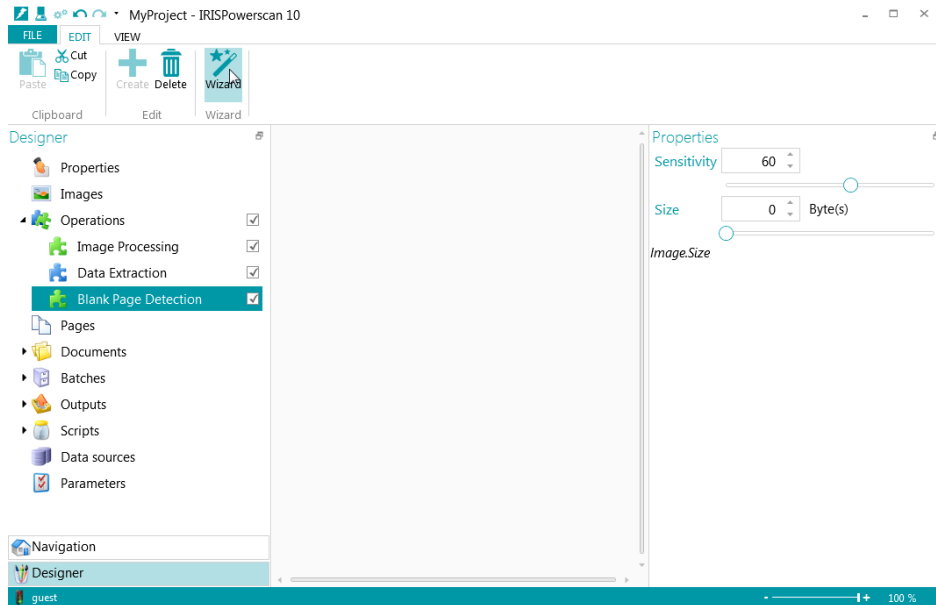 MyProject - IRISPowerscan 10
FILE EDIT VIEW
Paste
Cut
Copy
Create Delete
Wizard
Clipboard Edit Wizard
Designer
Properties
Images
Operations
Image Processing
Data Extraction
Blank Page Detection
Pages
Documents
Batches
Outputs
Scripts
Data sources
Parameters
Navigation
Designer
Properties
Sensitivity 60
Size 0 Byte(s)
Image.Size
guest - + 100 %